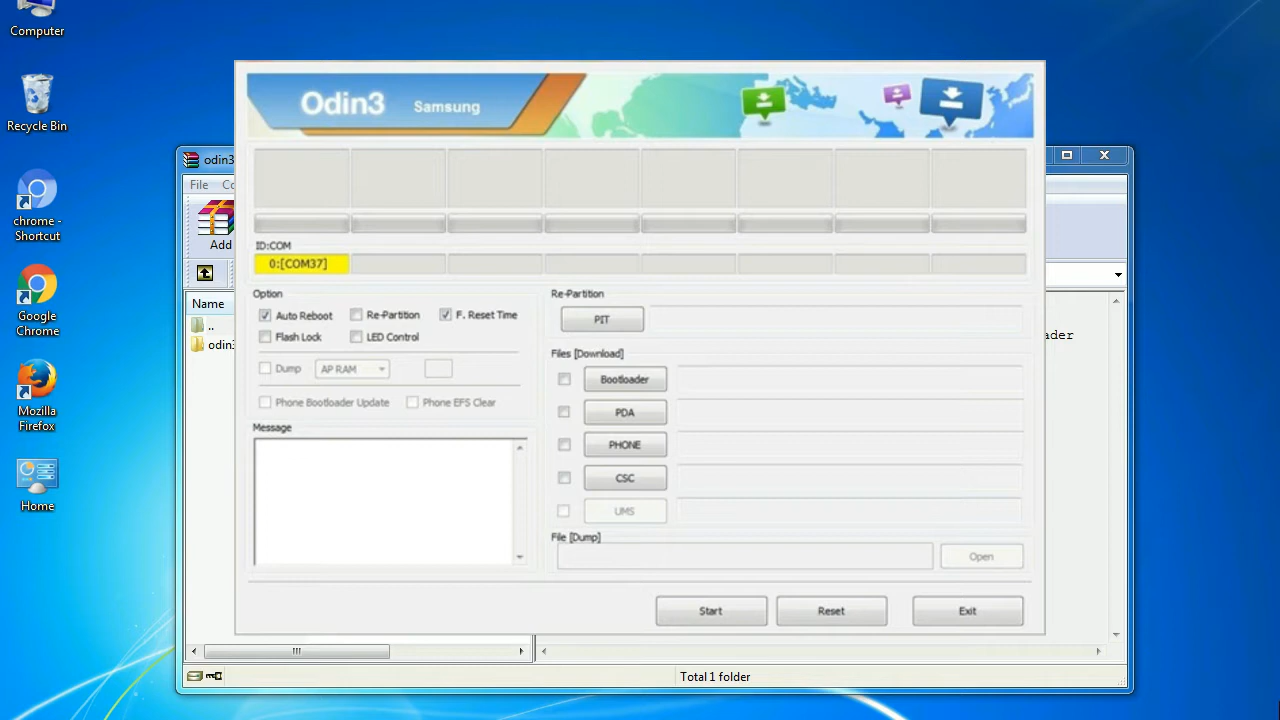 Computer
Recycle Bin
chrome -
Shortcut
Google
Chrome
Mozilla
Firefox
Home
odin3
File
Add
Name
..
odin3
Odin3 Samsung
ID:COM
0:[COM37]
Option
Auto Reboot Re-Partition F. Reset Time
Flash Lock LED Control
Dump AP RAM
Phone Bootloader Update Phone EFS Clear
Message
Re-Partition
PIT
Files [Download]
Bootloader
PDA
PHONE
CSC
UMS
File [Dump]
Open
Start Reset Exit
Total 1 folder